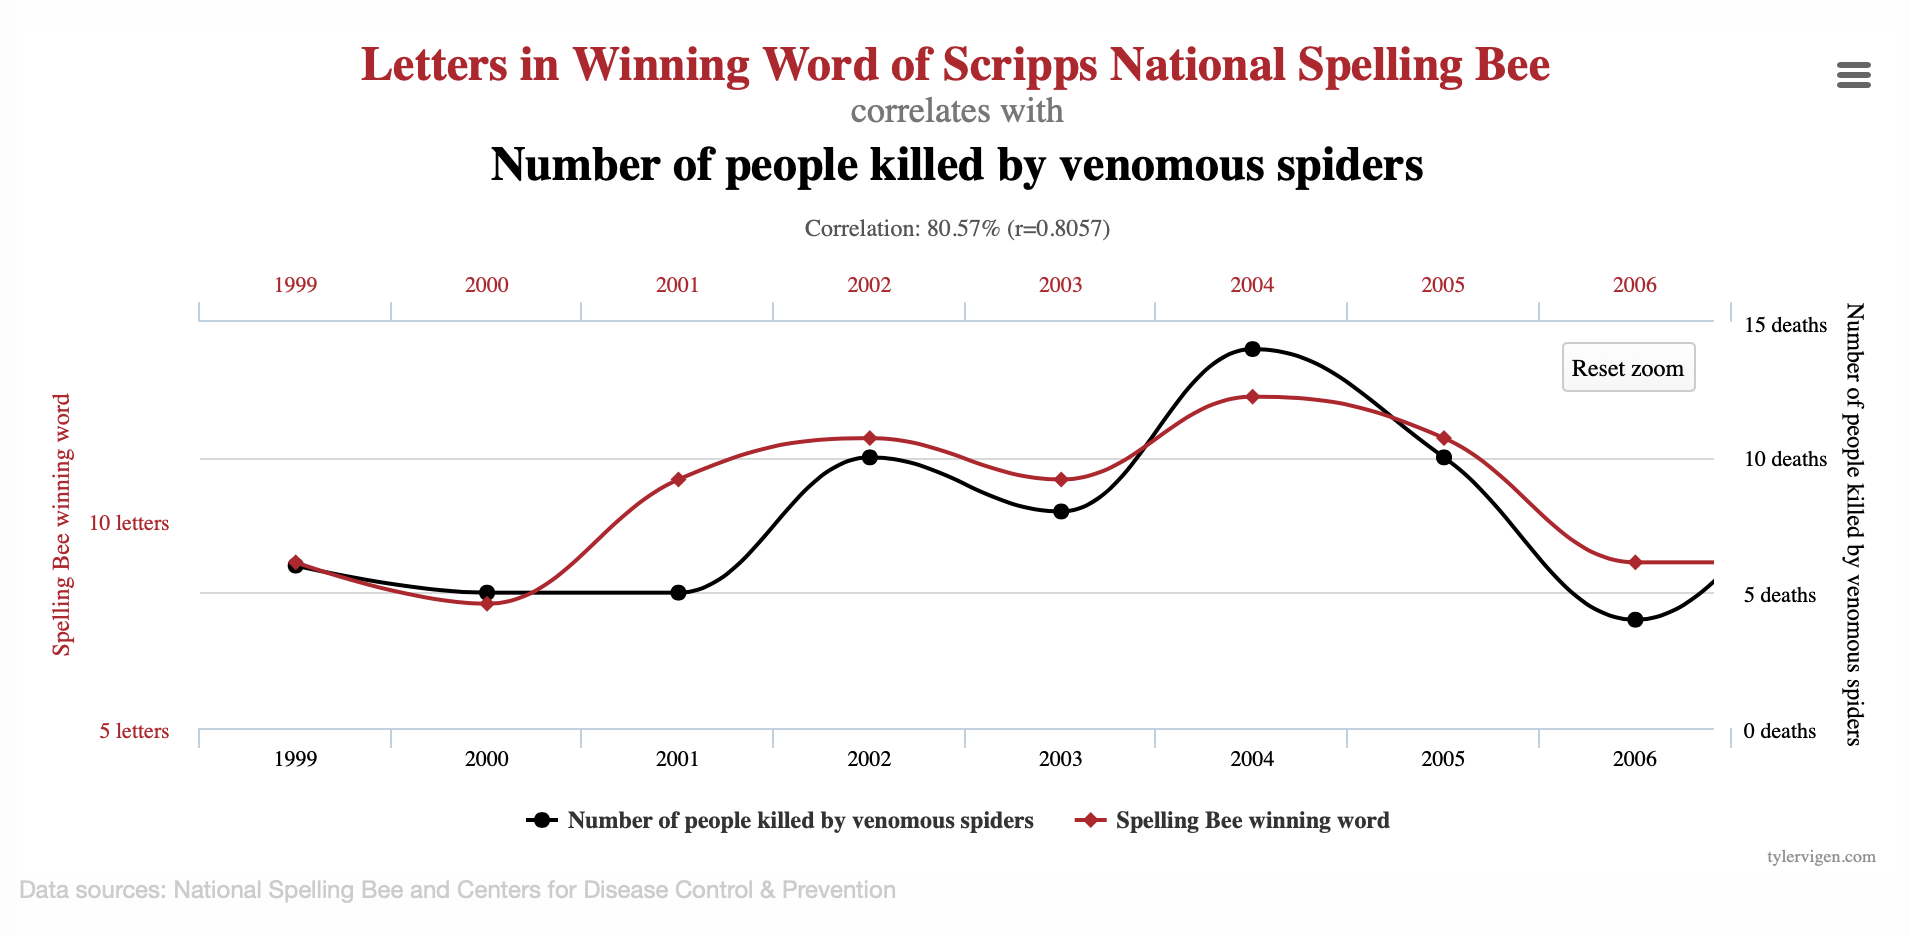 Letters in Winning Word of Scripps National Spelling Bee
correlates with
Number of people killed by venomous spiders
Correlation: 80.57% (r=0.8057)
1999 2000 2001 2002 2003 2004 2005 2006
15 deaths
Reset zoom
10 deaths
10 letters
5 deaths
5 letters
0 deaths
Spelling Bee winning word
Number of people killed by venomous spiders
1999 2000 2001 2002 2003 2004 2005 2006
Number of people killed by venomous spiders Spelling Bee winning word
tylervigen.com
Data sources: National Spelling Bee and Centers for Disease Control & Prevention